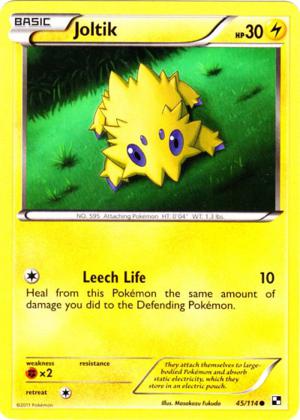 BASIC
Joltik
HP30
NO. 595 Attaching Pokémon HT: 0'04" WT: 1.3 lbs.
Leech Life 10
Heal from this Pokémon the same amount of
damage you did to the Defending Pokémon.
weakness
resistance
×2
retreat
They attach themselves to large-
bodied Pokémon and absorb
static electricity, which they
store in an electric pouch.
Illus. Masakazu Fukuda
45/114
©2011 Pokémon